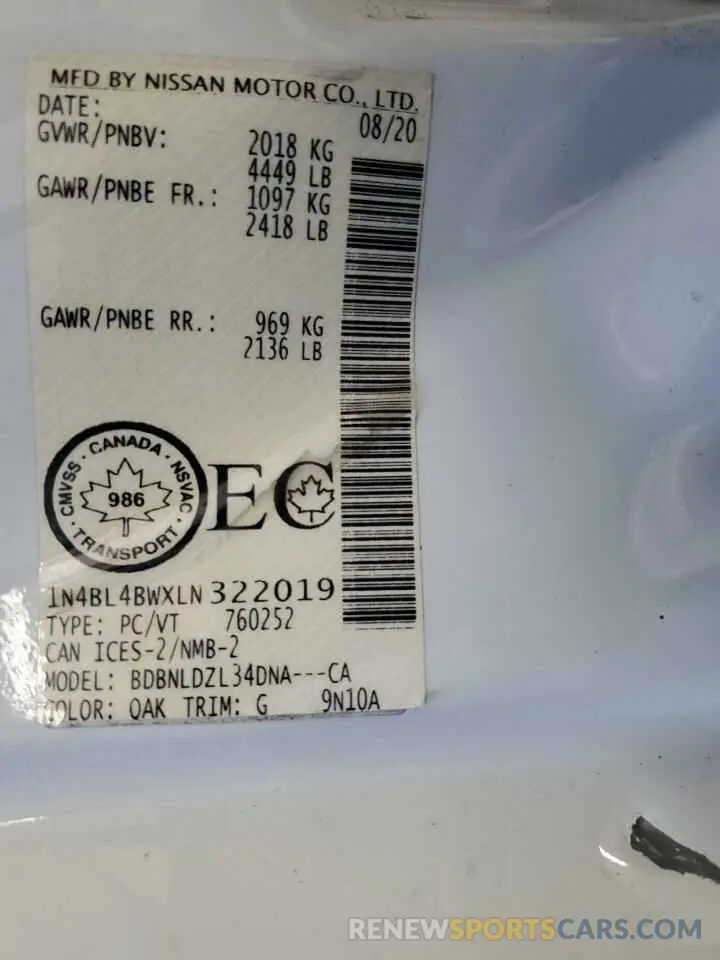 MFD BY NISSAN MOTOR CO., LTD.
DATE: 08/20
GVWR/PNBV: 2018 KG
4449 LB
GAWR/PNBE FR.: 1097 KG
2418 LB
GAWR/PNBE RR.: 969 KG
2136 LB
CMVSS · CANADA · NSVAC · TRANSPORT ·
986
EC
1N4BL4BWXLN322019
TYPE: PC/VT 760252
CAN ICES-2/NMB-2
MODEL: BDBNLDZL34DNA---CA
COLOR: QAK TRIM: G 9N10A
RENEWSPORTSCARS.COM